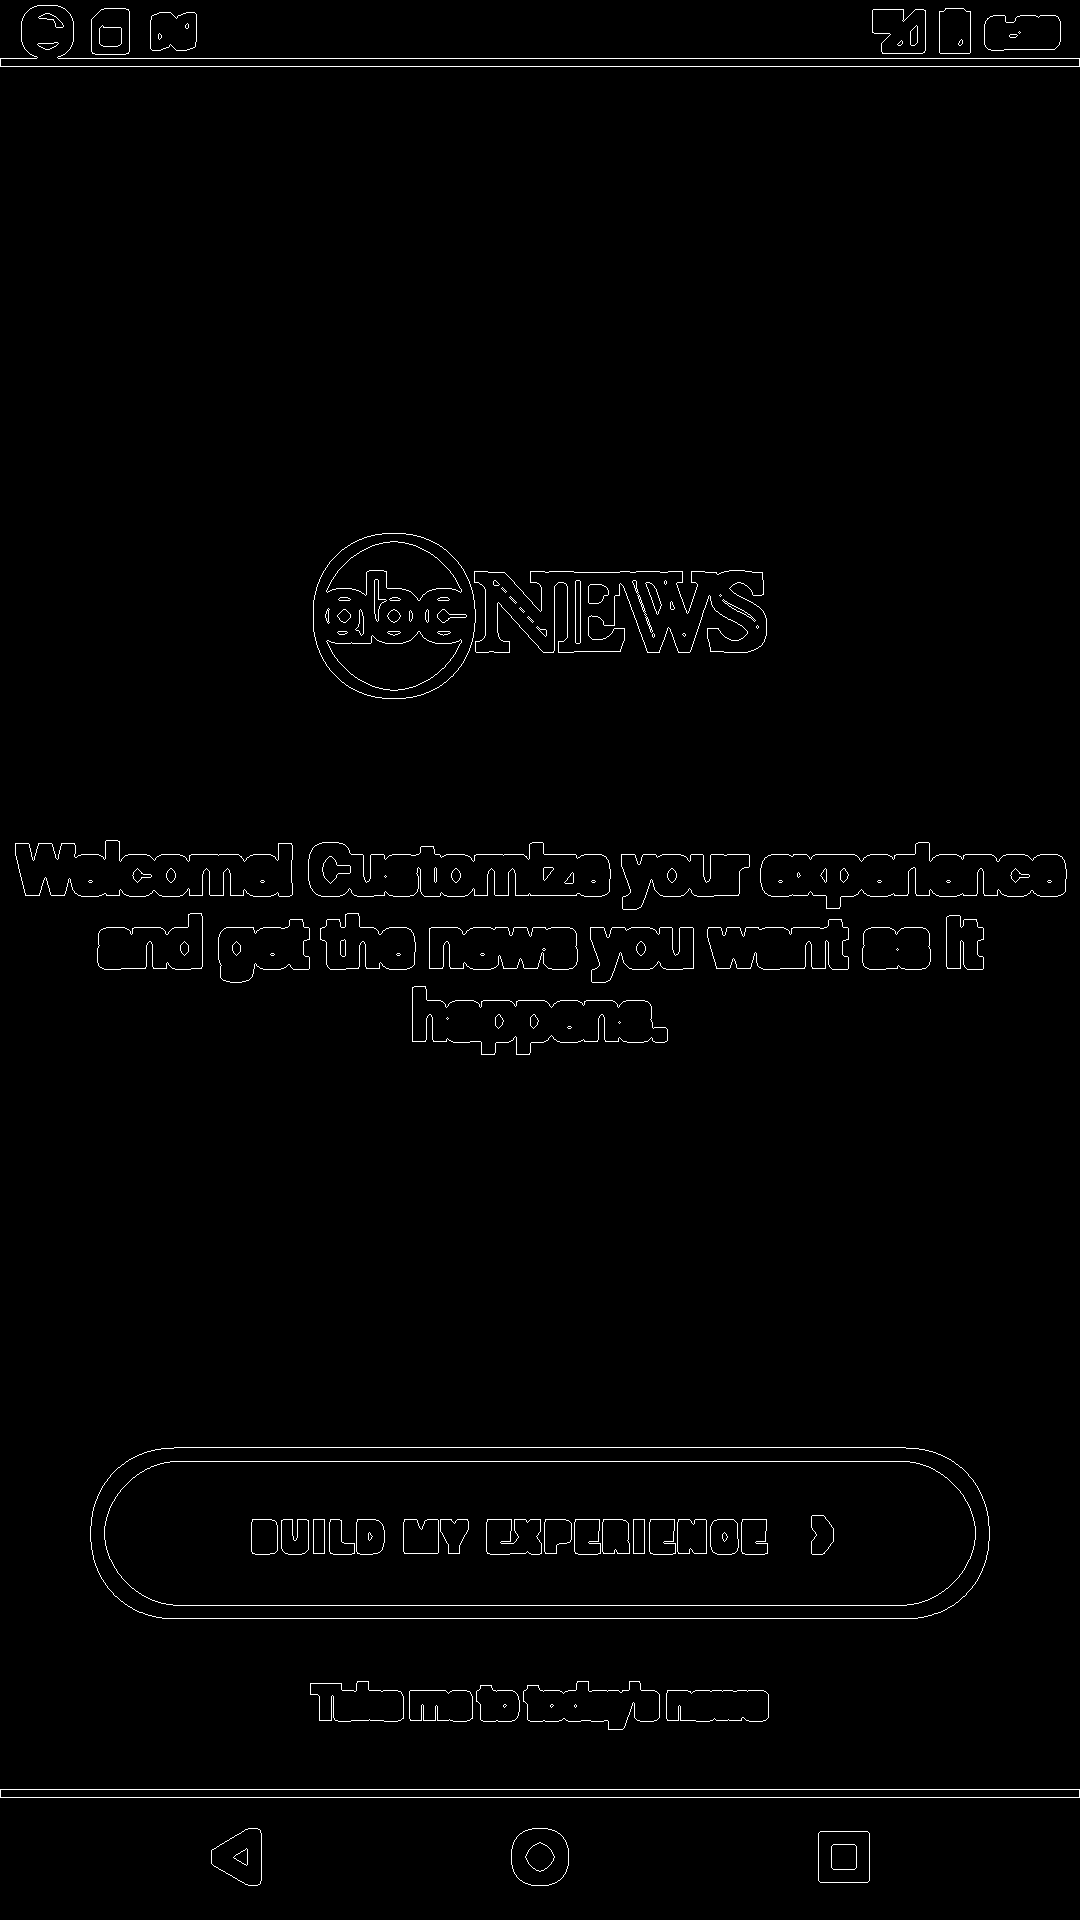 abc NEWS
Welcome! Customize your experience
and get the news you want as it
happens.
BUILD MY EXPERIENCE
Take me to today's news